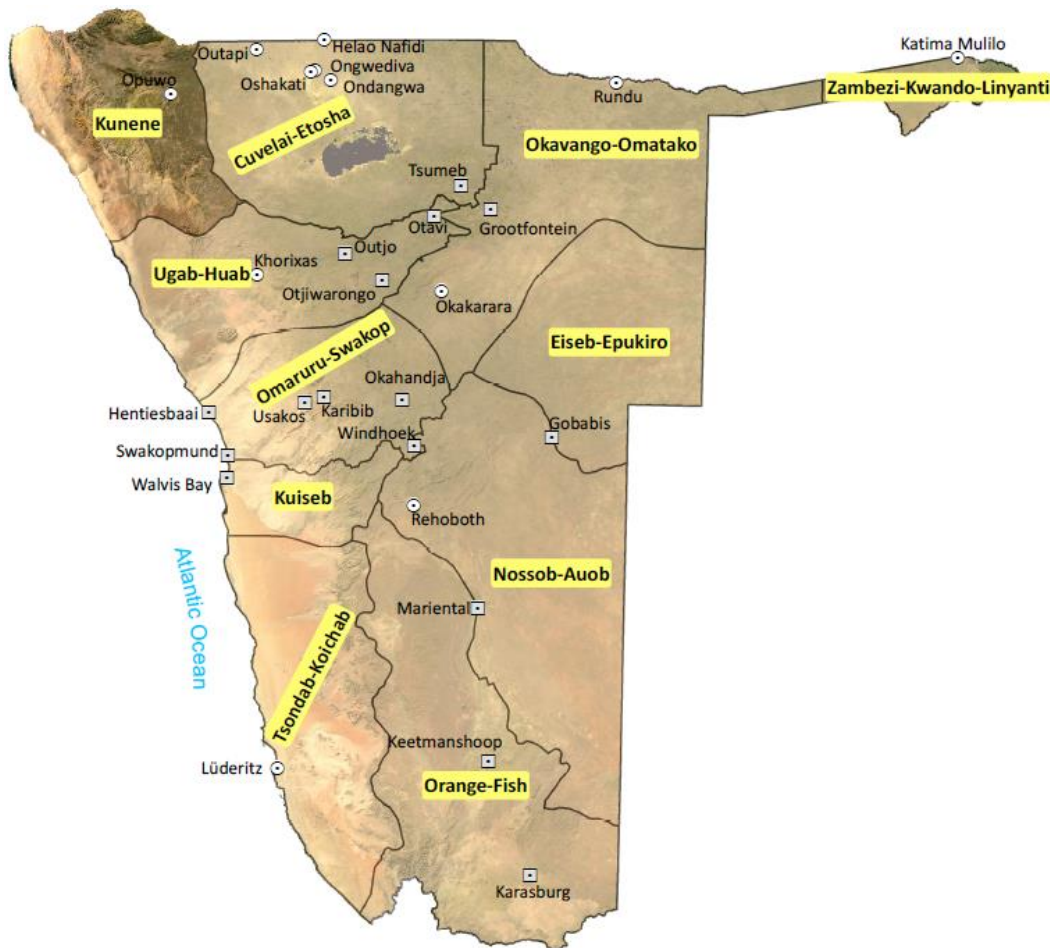 Helao Nafidi
Outapi
Katima Mulilo
Ongwediva
Oshakati
Opuwo
Ondangwa
Rundu
Zambezi-Kwando-Linyanti
Kunene
Cuvelai-Etosha
Okavango-Omatako
Tsumeb
Otavi
Grootfontein
Outjo
Khorixas
Ugab-Huab
Otjiwarongo
Okakarara
Eiseb-Epukiro
Omaruru-Swakop
Okahandja
Hentiesbaai
Usakos
Karibib
Gobabis
Windhoek
Swakopmund
Walvis Bay
Kuiseb
Rehoboth
Atlantic Ocean
Nossob-Auob
Mariental
Tsondab-Koichab
Keetmanshoop
Lüderitz
Orange-Fish
Karasburg